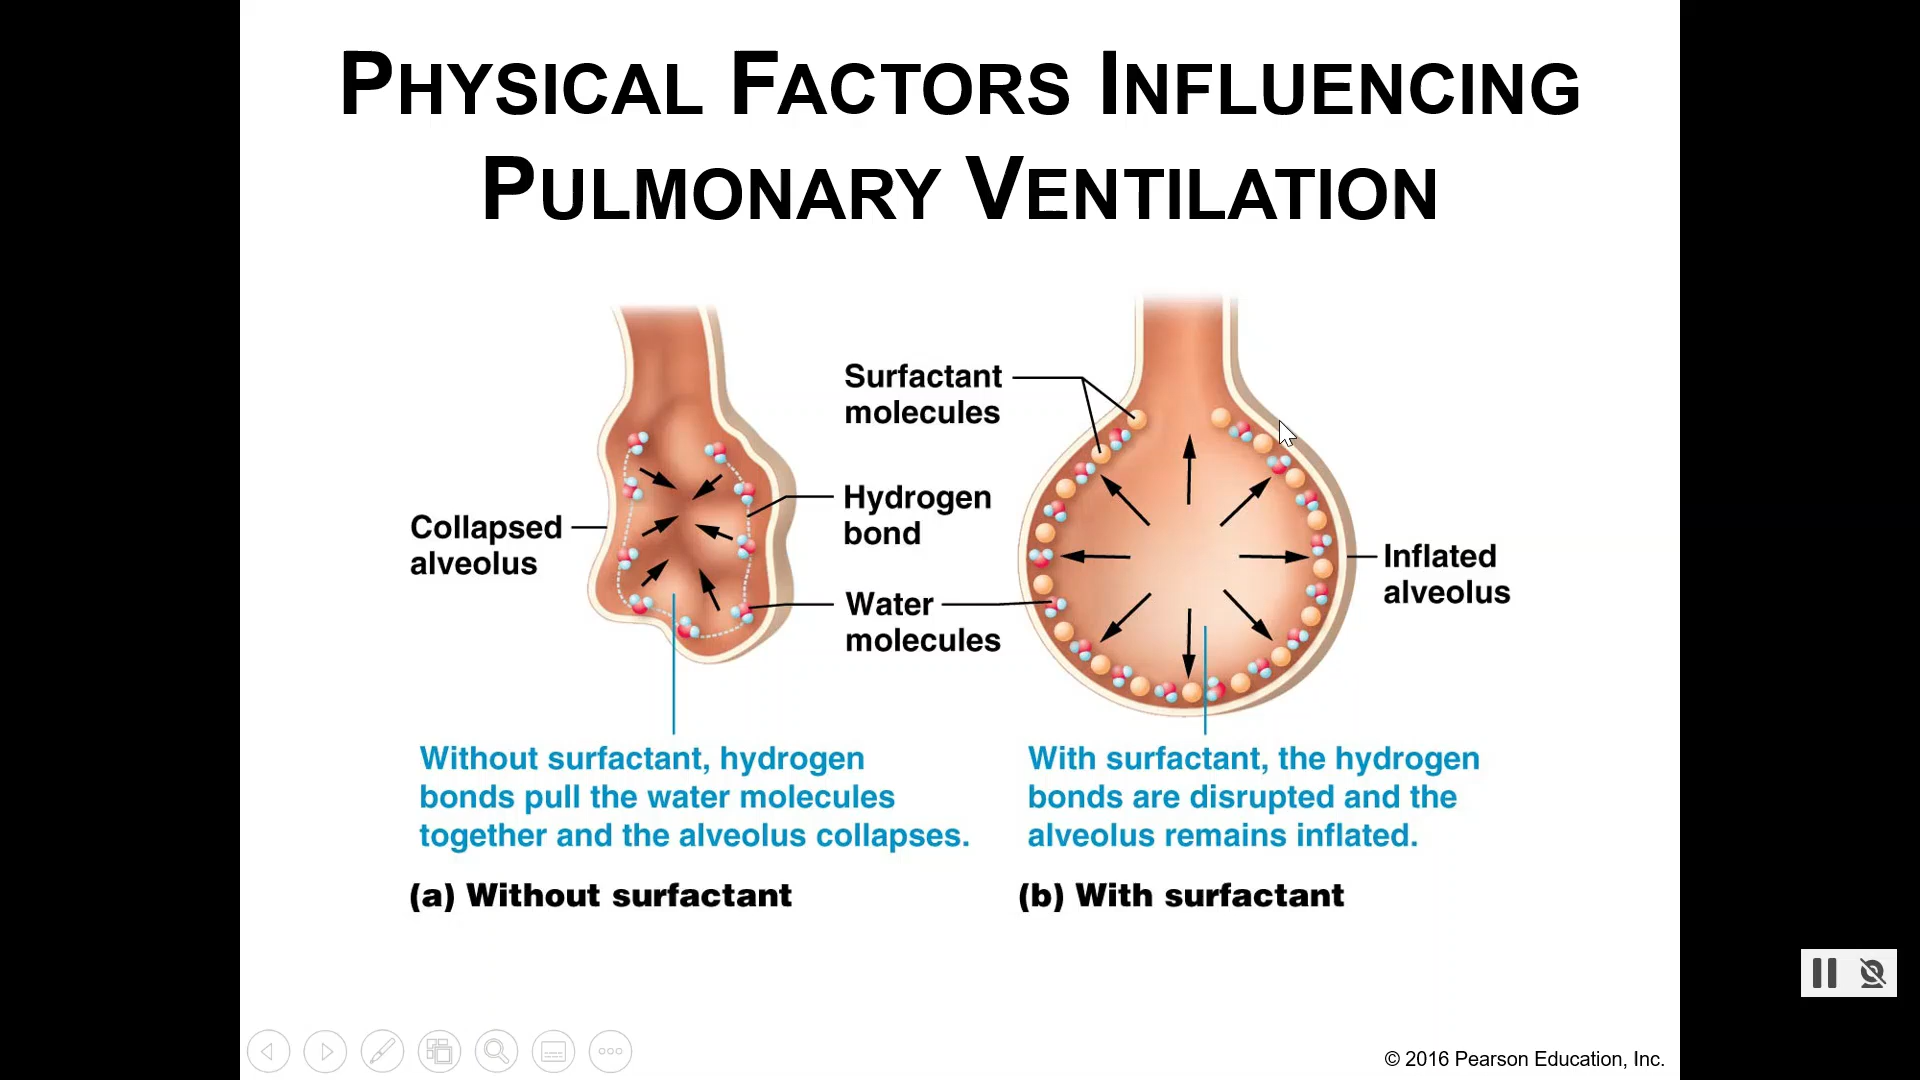 PHYSICAL FACTORS INFLUENCING
PULMONARY VENTILATION
Surfactant
molecules
Hydrogen
bond
Collapsed
alveolus
Inflated
alveolus
Water
molecules
Without surfactant, hydrogen
bonds pull the water molecules
together and the alveolus collapses.
With surfactant, the hydrogen
bonds are disrupted and the
alveolus remains inflated.
(a) Without surfactant
(b) With surfactant
© 2016 Pearson Education, Inc.